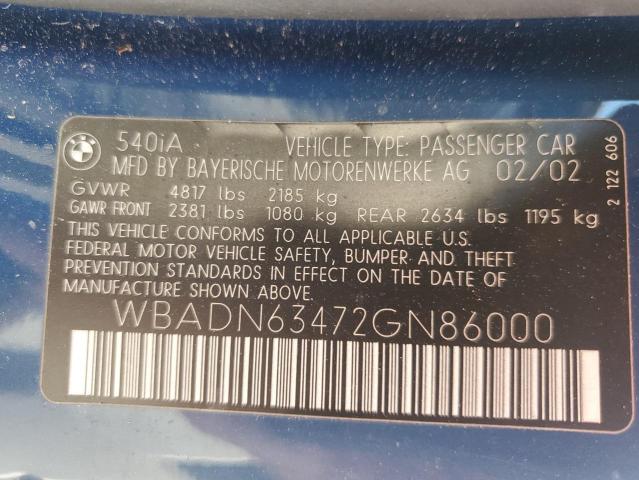 BMW 540iA VEHICLE TYPE: PASSENGER CAR
MFD BY BAYERISCHE MOTORENWERKE AG 02/02
GVWR 4817 lbs 2185 kg
GAWR FRONT 2381 lbs 1080 kg REAR 2634 lbs 1195 kg
THIS VEHICLE CONFORMS TO ALL APPLICABLE U.S.
FEDERAL MOTOR VEHICLE SAFETY, BUMPER AND THEFT
PREVENTION STANDARDS IN EFFECT ON THE DATE OF
MANUFACTURE SHOWN ABOVE.
WBADN63472GN86000
2 122 606